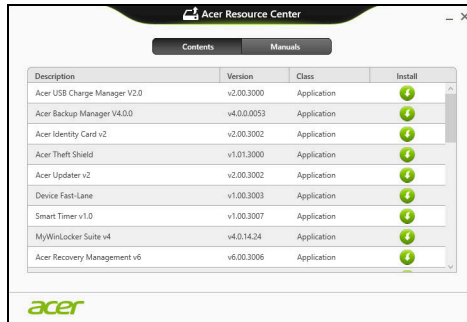 Acer Resource Center
Contents Manuals
Description Version Class Install
Acer USB Charge Manager V2.0 v2.00.3000 Application
Acer Backup Manager V4.0.0 v4.0.0.0053 Application
Acer Identity Card v2 v2.00.3002 Application
Acer Theft Shield v1.01.3000 Application
Acer Updater v2 v2.00.3002 Application
Device Fast-Lane v1.00.3003 Application
Smart Timer v1.0 v1.00.3007 Application
MyWinLocker Suite v4 v4.0.14.24 Application
Acer Recovery Management v6 v6.00.3006 Application
acer